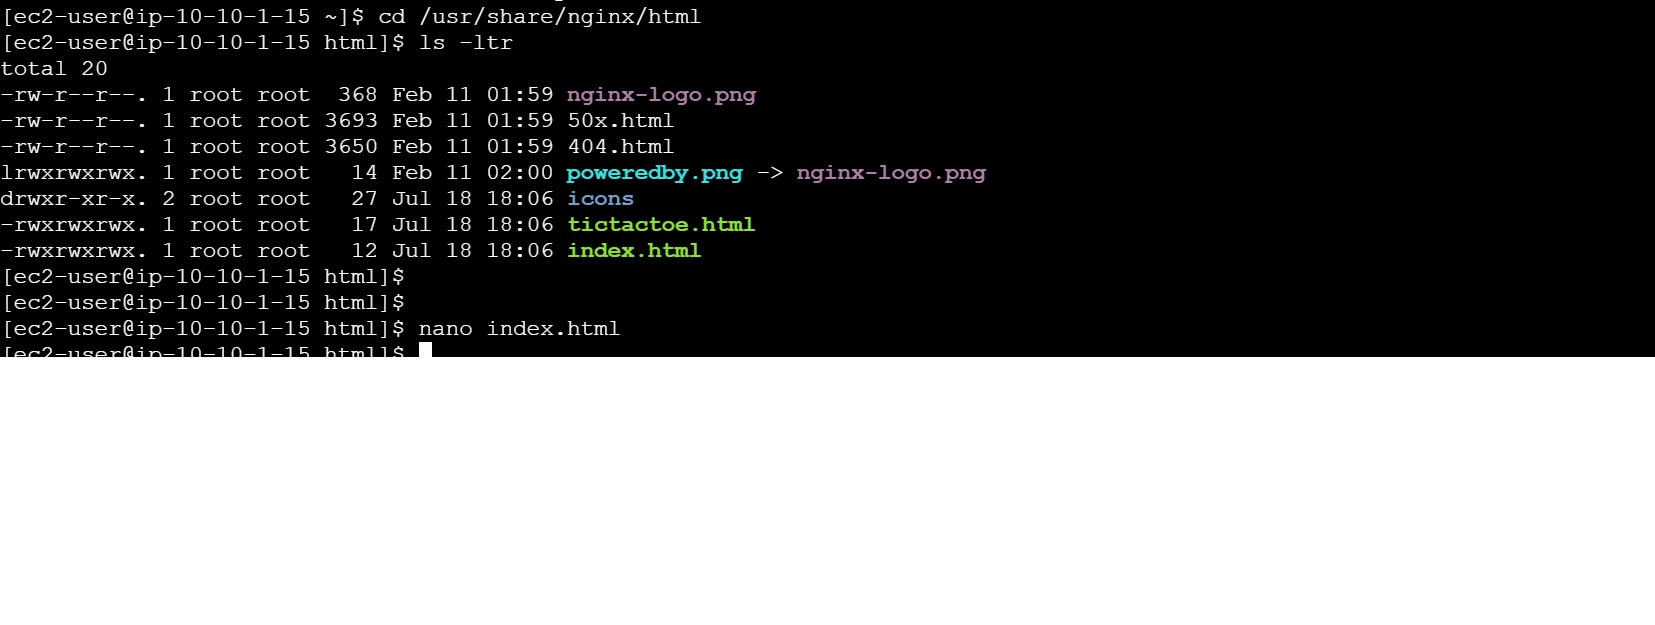 [ec2-user@ip-10-10-1-15 ~]$ cd /usr/share/nginx/html
[ec2-user@ip-10-10-1-15 html]$ ls -ltr
total 20
-rw-r--r--. 1 root root  368 Feb 11 01:59 nginx-logo.png
-rw-r--r--. 1 root root 3693 Feb 11 01:59 50x.html
-rw-r--r--. 1 root root 3650 Feb 11 01:59 404.html
lrwxrwxrwx. 1 root root   14 Feb 11 02:00 poweredby.png -> nginx-logo.png
drwxr-xr-x. 2 root root   27 Jul 18 18:06 icons
-rwxrwxrwx. 1 root root   17 Jul 18 18:06 tictactoe.html
-rwxrwxrwx. 1 root root   12 Jul 18 18:06 index.html
[ec2-user@ip-10-10-1-15 html]$
[ec2-user@ip-10-10-1-15 html]$
[ec2-user@ip-10-10-1-15 html]$ nano index.html
[ec2-user@ip-10-10-1-15 html]$